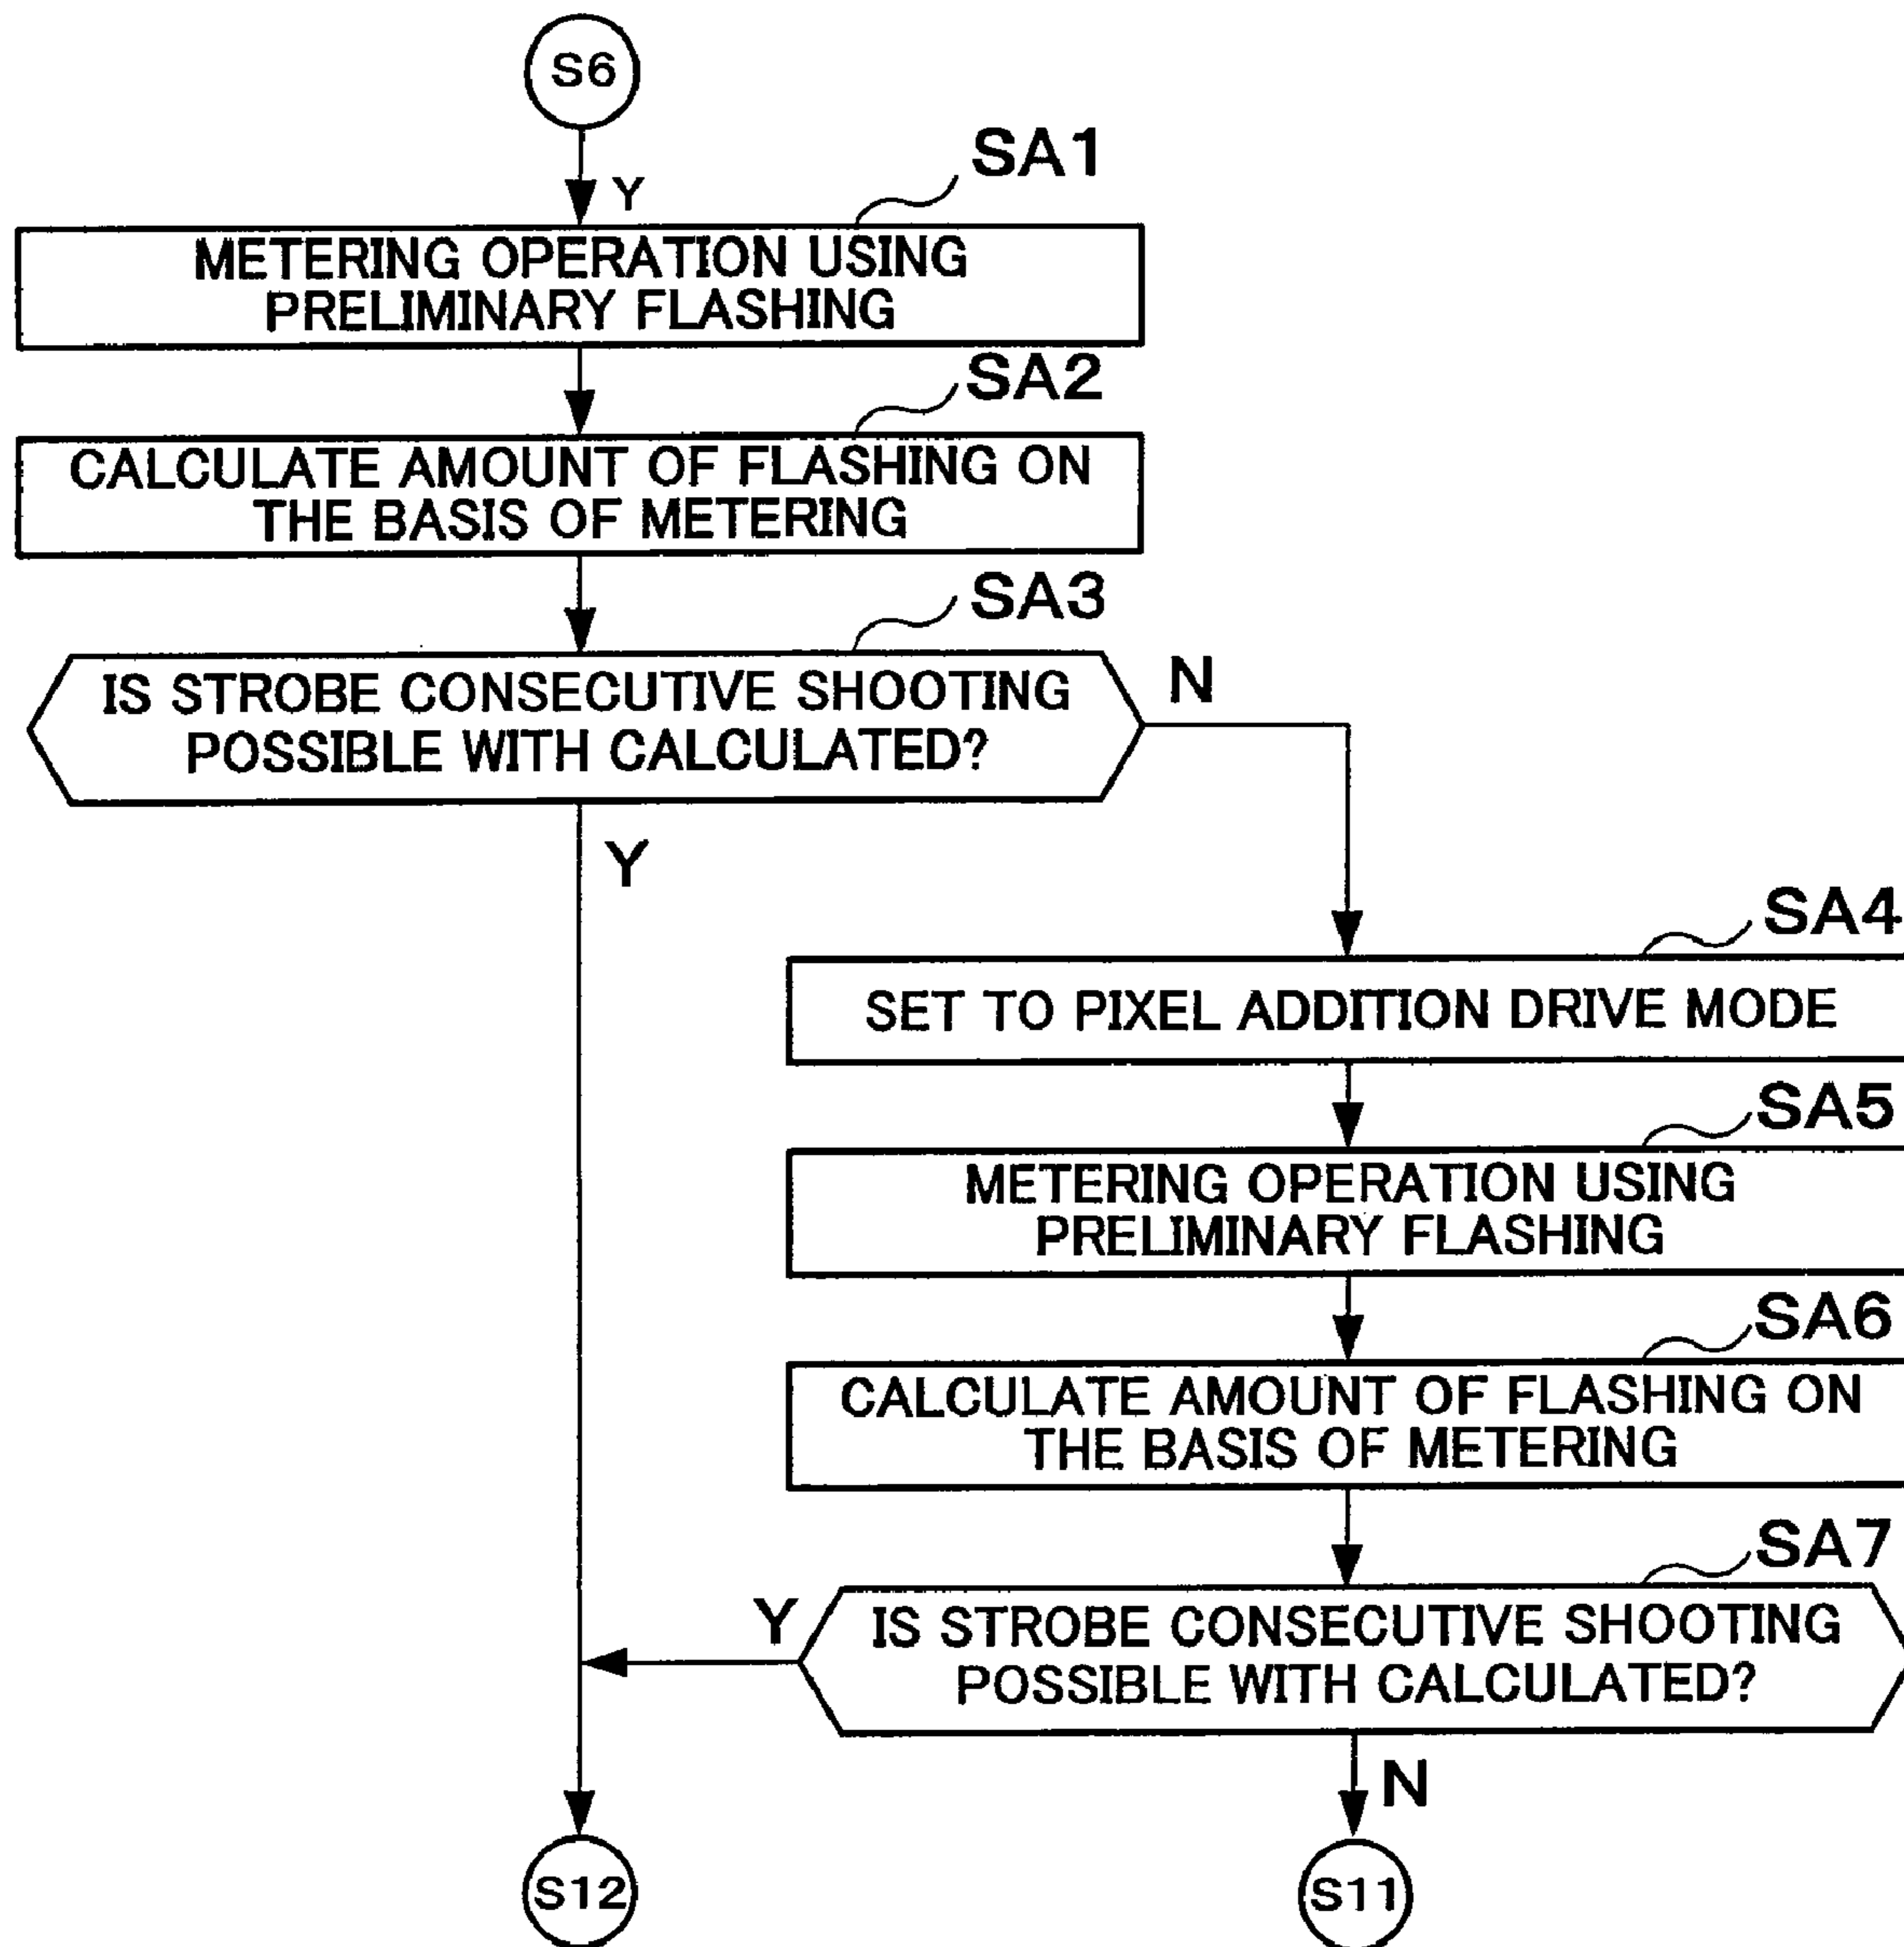 S6
Y
SA1
METERING OPERATION USING
PRELIMINARY FLASHING
SA2
CALCULATE AMOUNT OF FLASHING ON
THE BASIS OF METERING
SA3
IS STROBE CONSECUTIVE SHOOTING
POSSIBLE WITH CALCULATED?
N
Y
SA4
SET TO PIXEL ADDITION DRIVE MODE
SA5
METERING OPERATION USING
PRELIMINARY FLASHING
SA6
CALCULATE AMOUNT OF FLASHING ON
THE BASIS OF METERING
SA7
Y
IS STROBE CONSECUTIVE SHOOTING
POSSIBLE WITH CALCULATED?
N
S12
S11